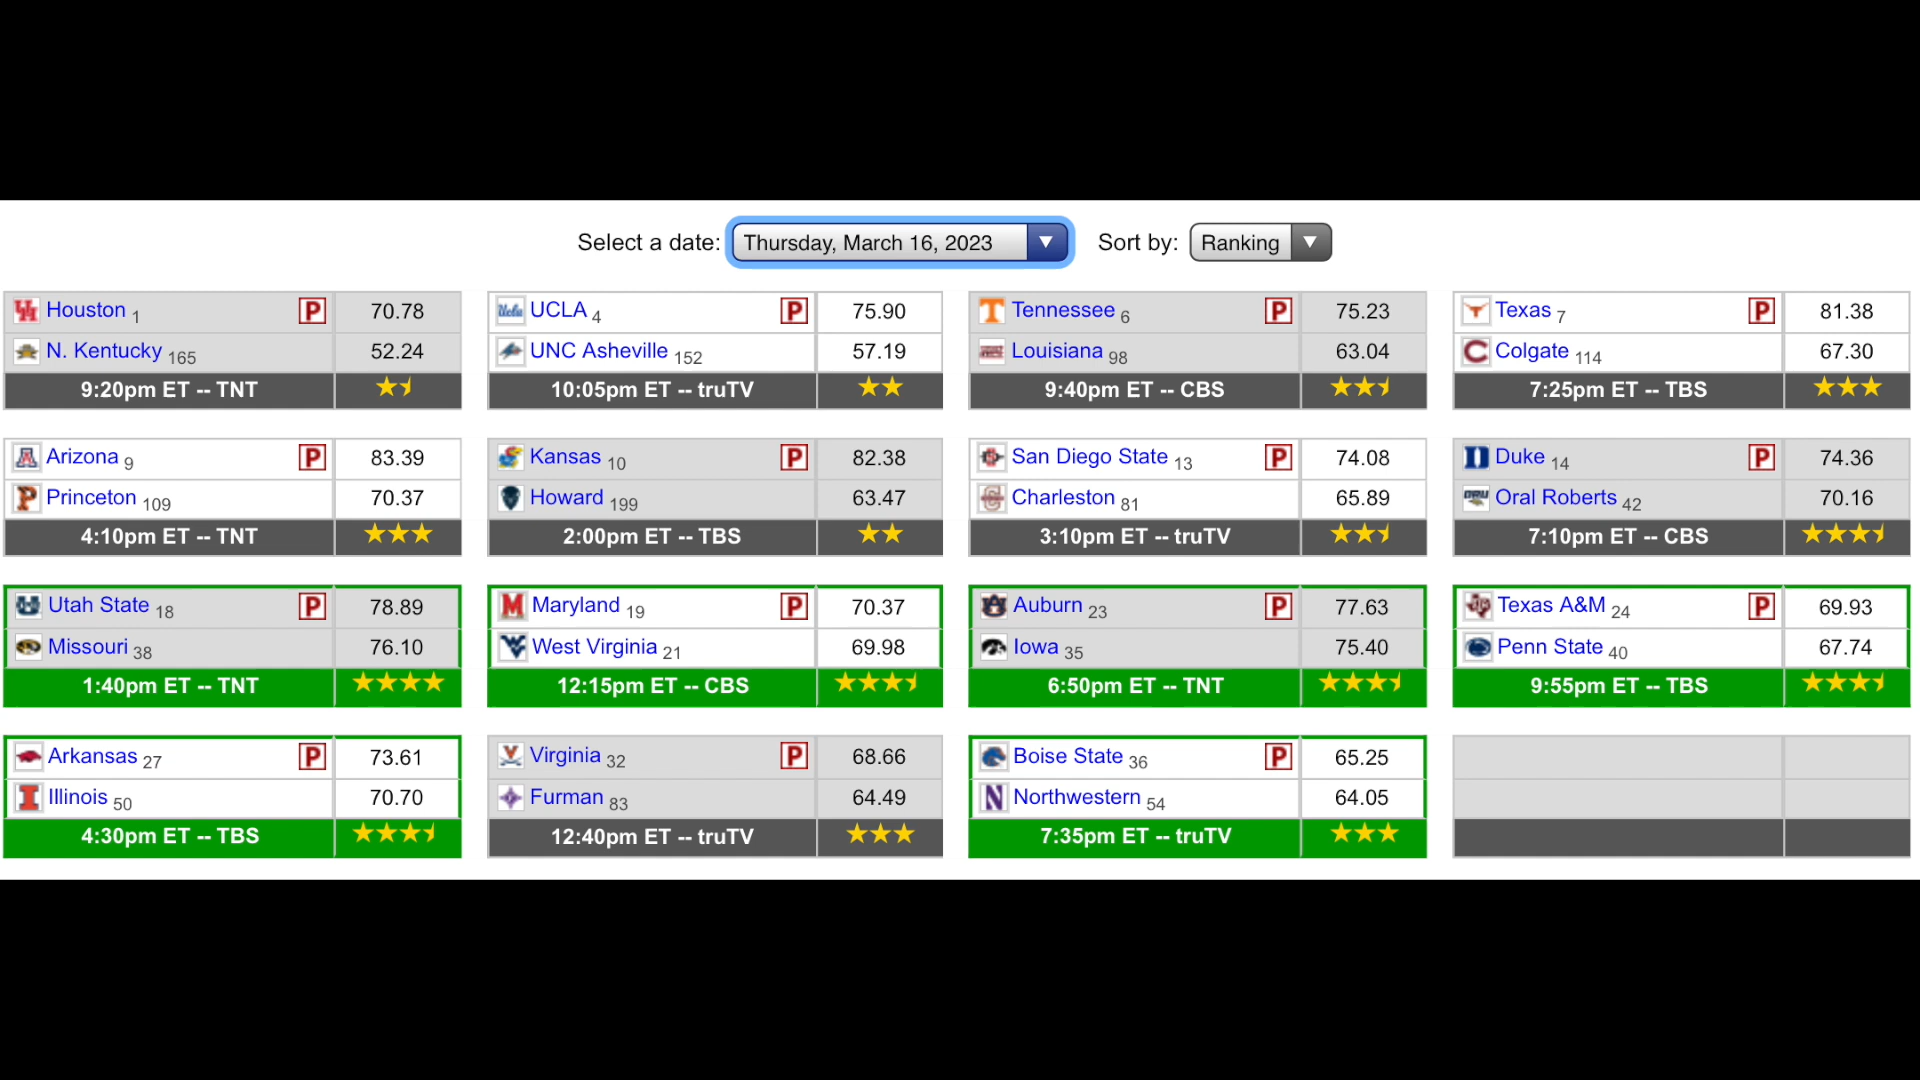 Select a date: Thursday, March 16, 2023 Sort by: Ranking
Houston 1 P 70.78
N. Kentucky 165 52.24
9:20pm ET -- TNT
UCLA 4 P 75.90
UNC Asheville 152 57.19
10:05pm ET -- truTV
Tennessee 6 P 75.23
Louisiana 98 63.04
9:40pm ET -- CBS
Texas 7 P 81.38
Colgate 114 67.30
7:25pm ET -- TBS
Arizona 9 P 83.39
Princeton 109 70.37
4:10pm ET -- TNT
Kansas 10 P 82.38
Howard 199 63.47
2:00pm ET -- TBS
San Diego State 13 P 74.08
Charleston 81 65.89
3:10pm ET -- truTV
Duke 14 P 74.36
Oral Roberts 42 70.16
7:10pm ET -- CBS
Utah State 18 P 78.89
Missouri 38 76.10
1:40pm ET -- TNT
Maryland 19 P 70.37
West Virginia 21 69.98
12:15pm ET -- CBS
Auburn 23 P 77.63
Iowa 35 75.40
6:50pm ET -- TNT
Texas A&M 24 P 69.93
Penn State 40 67.74
9:55pm ET -- TBS
Arkansas 27 P 73.61
Illinois 50 70.70
4:30pm ET -- TBS
Virginia 32 P 68.66
Furman 83 64.49
12:40pm ET -- truTV
Boise State 36 P 65.25
Northwestern 54 64.05
7:35pm ET -- truTV